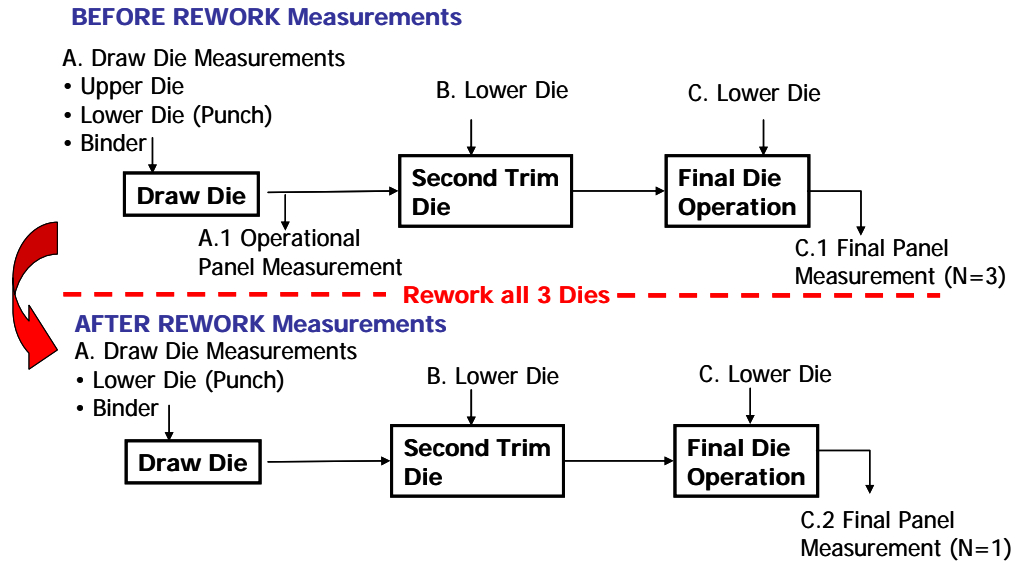 BEFORE REWORK Measurements
A. Draw Die Measurements
• Upper Die
• Lower Die (Punch)
• Binder
B. Lower Die
C. Lower Die
Draw Die
Second Trim
Die
Final Die
Operation
A.1 Operational
Panel Measurement
C.1 Final Panel
Measurement (N=3)
Rework all 3 Dies
AFTER REWORK Measurements
A. Draw Die Measurements
• Lower Die (Punch)
• Binder
B. Lower Die
C. Lower Die
Draw Die
Second Trim
Die
Final Die
Operation
C.2 Final Panel
Measurement (N=1)